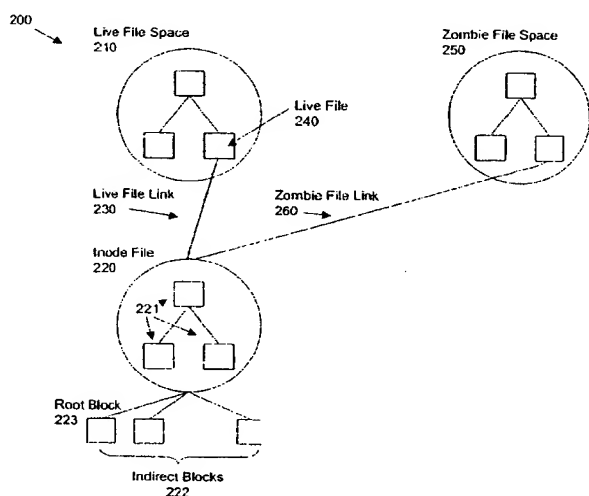 200
Live File Space
210
Zombie File Space
250
Live File
240
Live File Link
230
Zombie File Link
260
Inode File
220
221
Root Block
223
Indirect Blocks
222